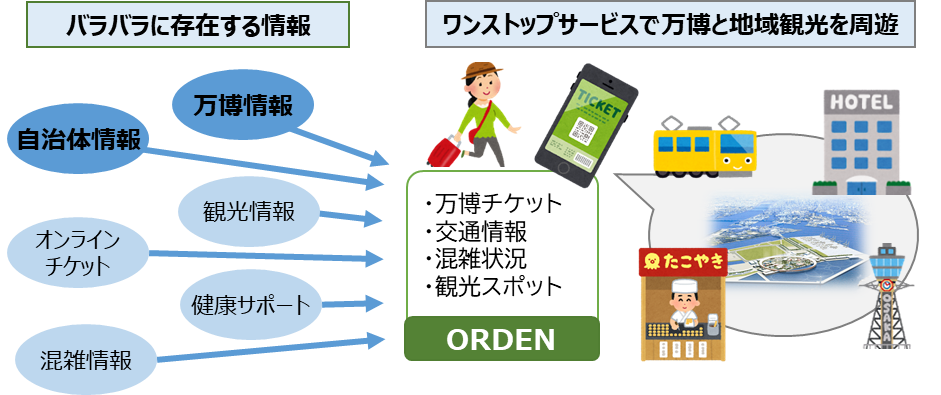 バラバラに存在する情報
ワンストップサービスで万博と地域観光を周遊
万博情報
自治体情報
観光情報
オンライン
チケット
健康サポート
混雑情報
TICKET
・万博チケット
・交通情報
・混雑状況
・観光スポット
ORDEN
HOTEL
たこやき
OSAKA